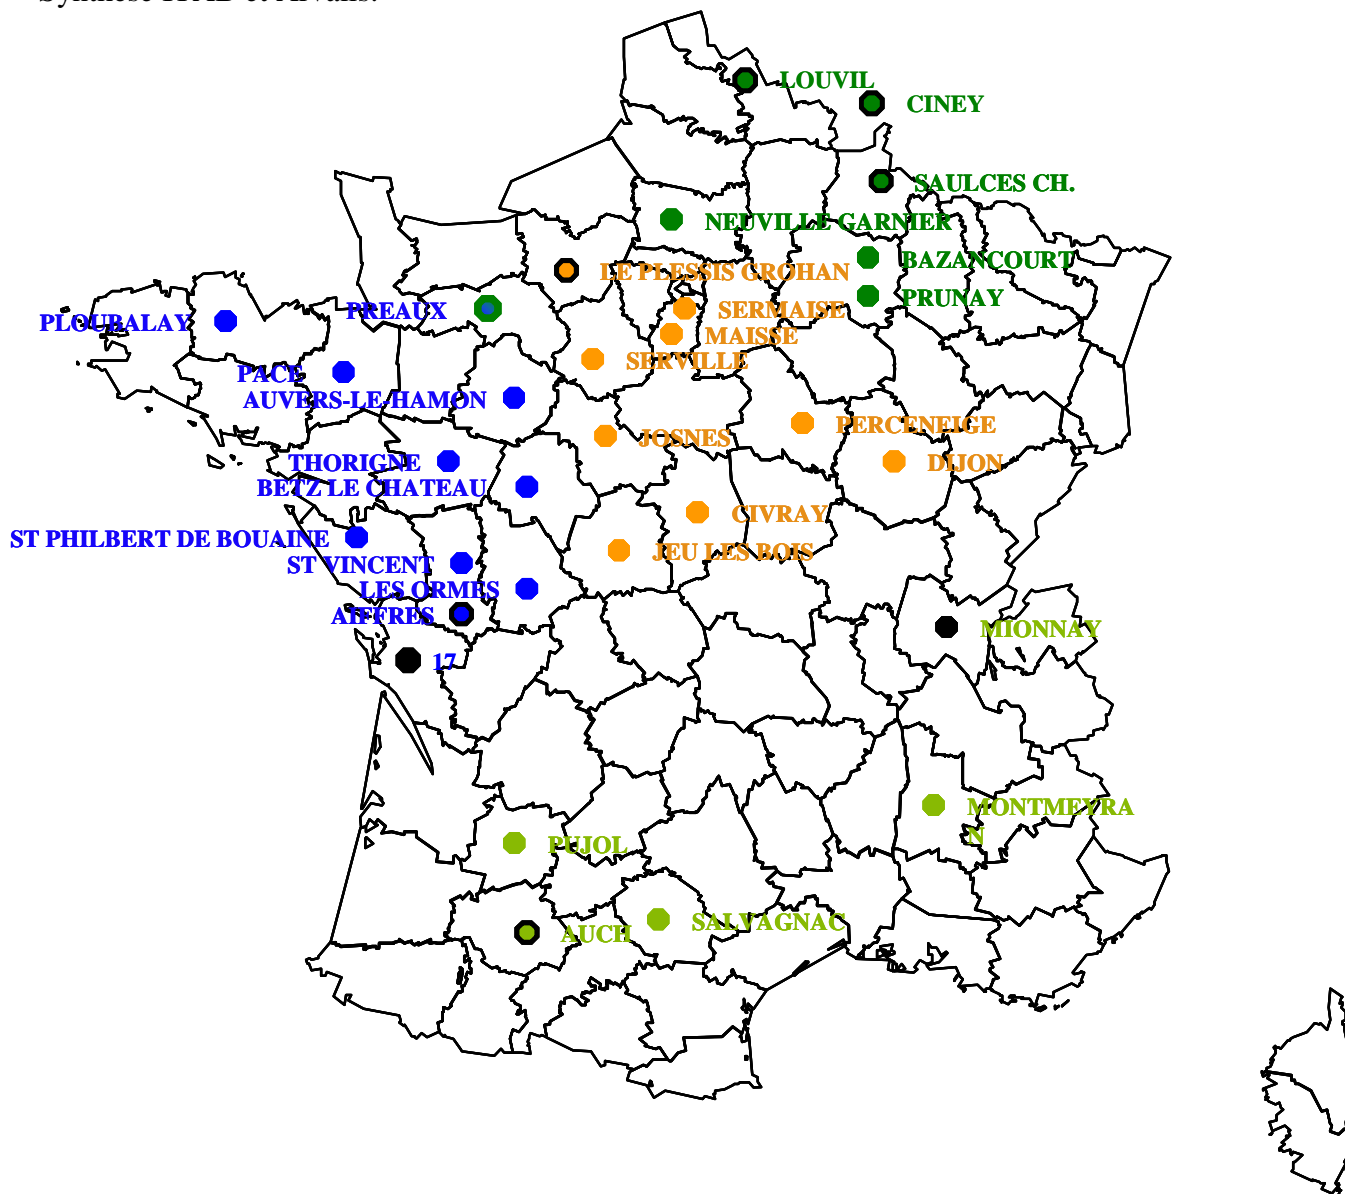 LOUVIL
CINEY
SAULCES CH.
NEUVILLE GARNIER
BAZANCOURT
LE PLESSIS GROHAN
PRUNAY
SERMAISE
PREAUX
PLOUBALAY
MAISSE
SERVILLE
PACE
AUVERS-LE-HAMON
PERCENEIGE
JOSNES
THORIGNE
DIJON
BETZ LE CHATEAU
CIVRAY
ST PHILBERT DE BOUAINE
JEU LES BOIS
ST VINCENT
LES ORMES
AIFFRES
MIONNAY
17
MONTMEYRA
N
PUJOL
SALVAGNAC
AUCH